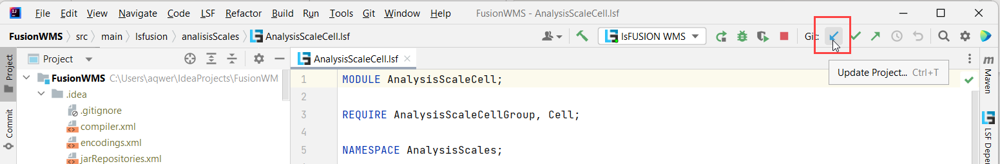 File Edit View Navigate Code LSF Refactor Build Run Tools Git Window Help FusionWMS - AnalysisScaleCell.lsf
FusionWMS src main lsfusion analisisScales AnalysisScaleCell.lsf lsFUSION WMS Git:
Project
AnalysisScaleCell.lsf
Update Project... Ctrl+T
FusionWMS C:\Users\aqwer\IdeaProjects\FusionWM
.idea
.gitignore
compiler.xml
encodings.xml
jarRepositories.xml
1 MODULE AnalysisScaleCell;
2
3 REQUIRE AnalysisScaleCellGroup, Cell;
4
5 NAMESPACE AnalysisScales;
Project
Commit
m
Maven
LSF Depe